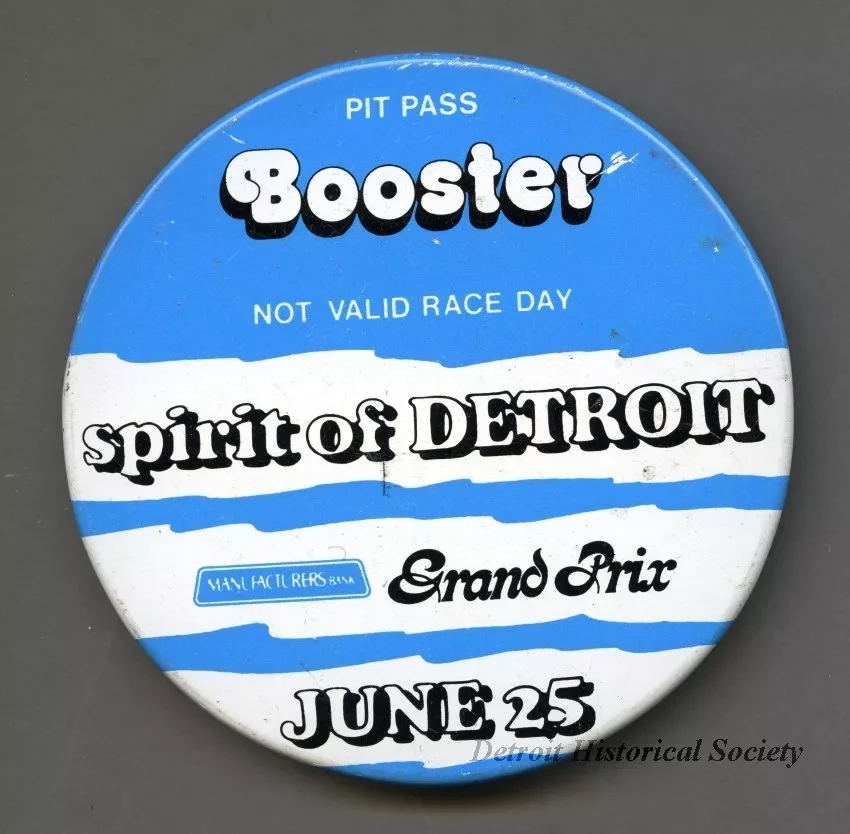 PIT PASS
Booster
NOT VALID RACE DAY
spirit of DETROIT
MANUFACTURERS BANK Grand Prix
JUNE 25
Detroit Historical Society